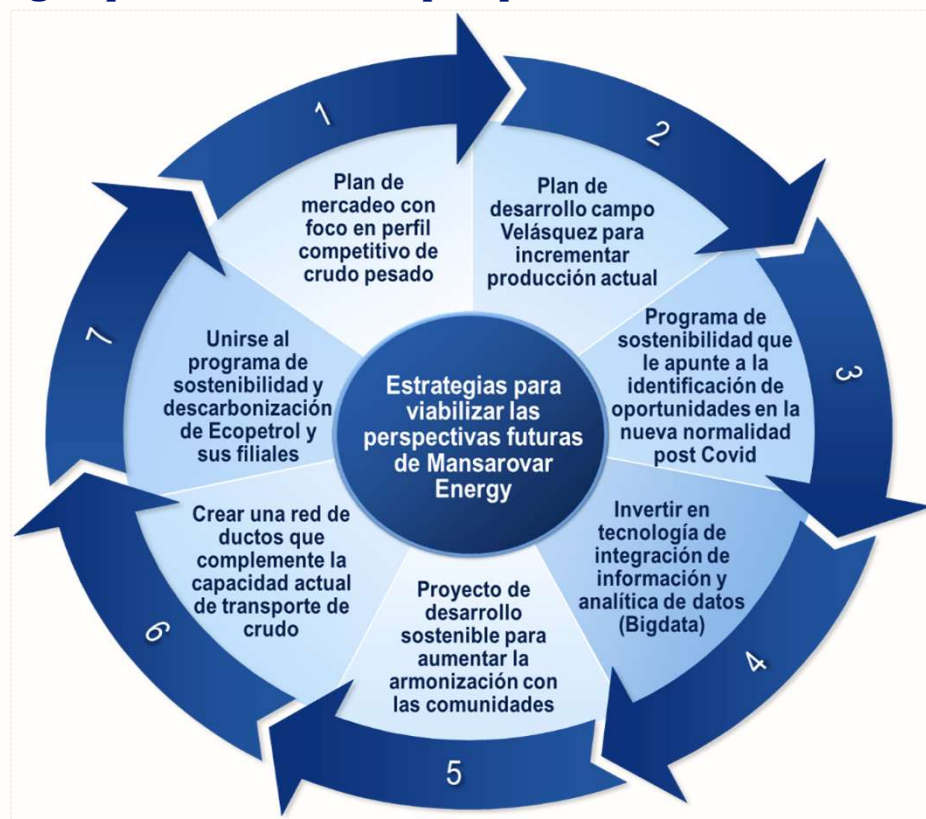 1
Plan de
mercadeo con
foco en perfil
competitivo de
crudo pesado
2
Plan de
desarrollo campo
Velásquez para
incrementar
producción actual
3
Programa de
sostenibilidad que
le apunte a la
identificación de
oportunidades en la
nueva normalidad
post Covid
4
Invertir en
tecnología de
integración de
información y
analítica de datos
(Bigdata)
5
Proyecto de
desarrollo
sostenible para
aumentar la
armonización con
las comunidades
6
Crear una red de
ductos que
complemente la
capacidad actual
de transporte de
crudo
7
Unirse al
programa de
sostenibilidad y
descarbonización
de Ecopetrol y
sus filiales
Estrategias para
viabilizar las
perspectivas futuras
de Mansarovar
Energy